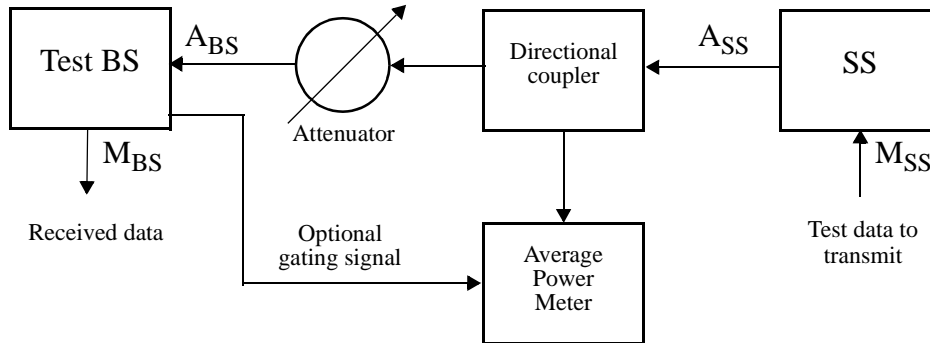 Test BS
A_BS
Attenuator
Directional
coupler
A_SS
SS
M_BS
M_SS
Received data
Optional
gating signal
Average
Power
Meter
Test data to
transmit